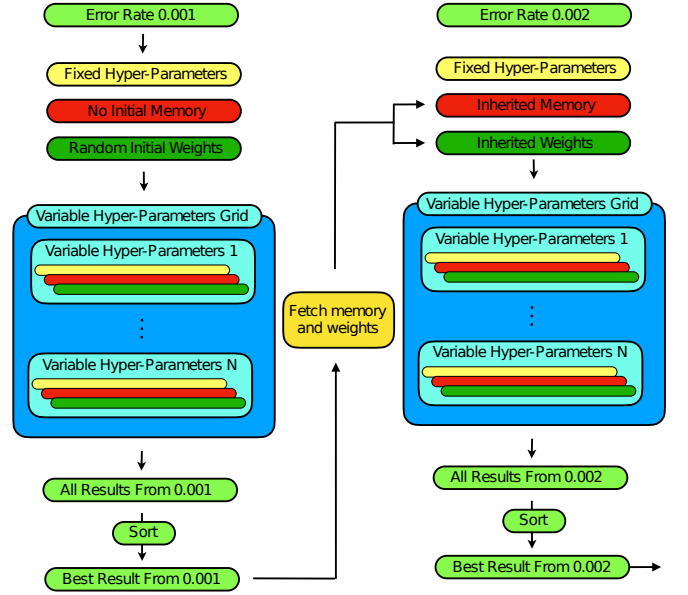 Error Rate 0.001
Fixed Hyper-Parameters
No Initial Memory
Random Initial Weights
Variable Hyper-Parameters Grid
Variable Hyper-Parameters 1
Variable Hyper-Parameters N
All Results From 0.001
Sort
Best Result From 0.001
Fetch memory
and weights
Error Rate 0.002
Fixed Hyper-Parameters
Inherited Memory
Inherited Weights
Variable Hyper-Parameters Grid
Variable Hyper-Parameters 1
Variable Hyper-Parameters N
All Results From 0.002
Sort
Best Result From 0.002